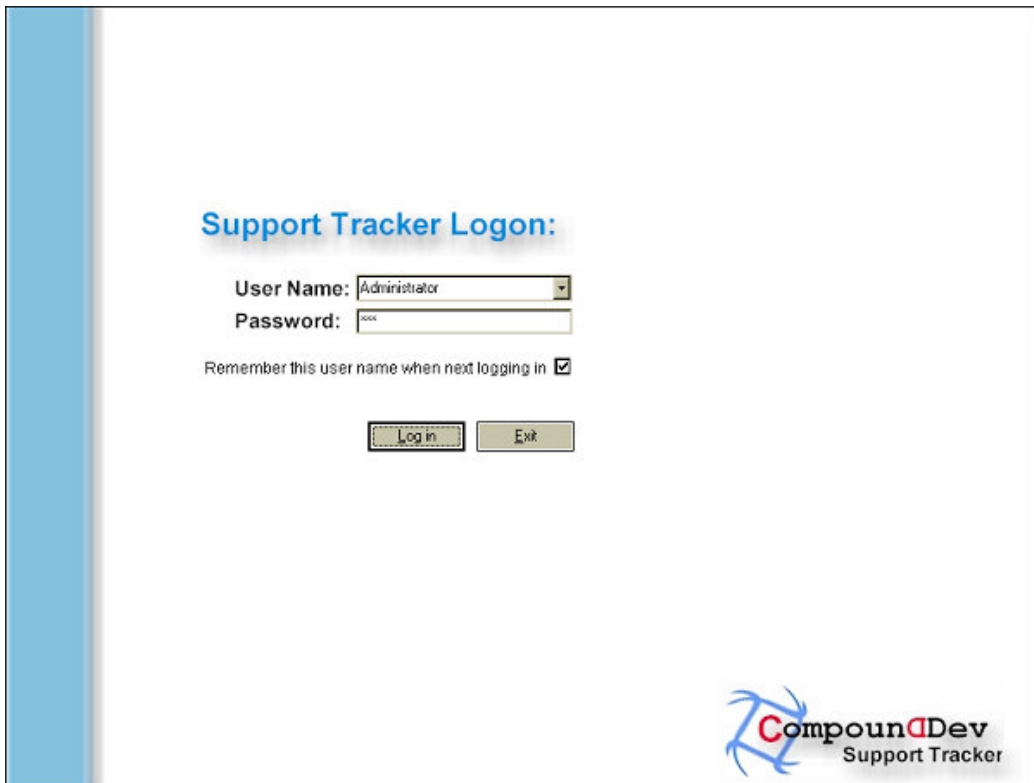 Support Tracker Logon:
User Name: Administrator
Password: xxx
Remember this user name when next logging in
Log in Exit
CompounDDev
Support Tracker